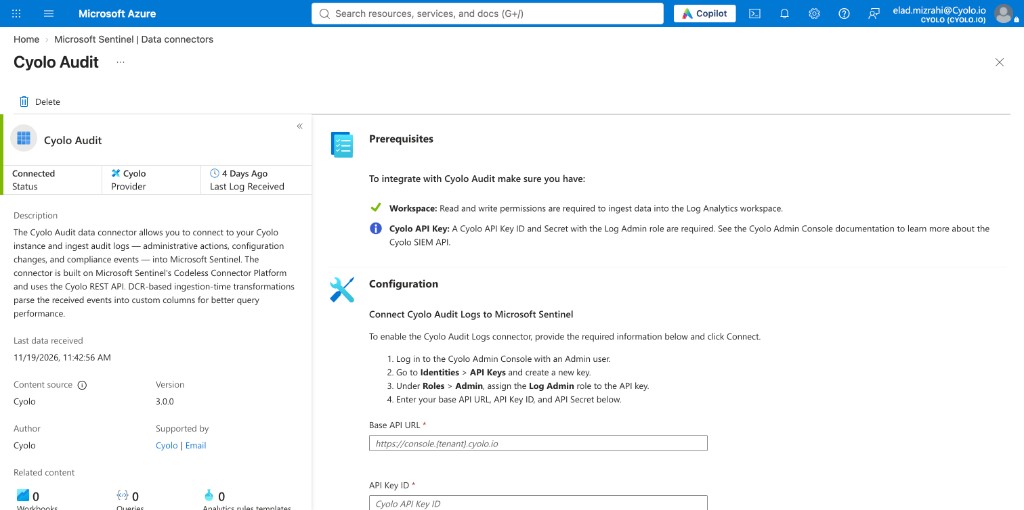 Microsoft Azure
Search resources, services, and docs (G+/)
Copilot
elad.mizrahi@Cyolo.io
CYOLO (CYOLO.IO)
Home > Microsoft Sentinel | Data connectors
Cyolo Audit ...
Delete
«
Cyolo Audit
Connected
Status
Cyolo
Provider
4 Days Ago
Last Log Received
Description
The Cyolo Audit data connector allows you to connect to your Cyolo
instance and ingest audit logs — administrative actions, configuration
changes, and compliance events — into Microsoft Sentinel. The
connector is built on Microsoft Sentinel's Codeless Connector Platform
and uses the Cyolo REST API. DCR-based ingestion-time transformations
parse the received events into custom columns for better query
performance.
Last data received
11/19/2026, 11:42:56 AM
Content source
Version
Cyolo
3.0.0
Author
Supported by
Cyolo
Cyolo | Email
Related content
0
Workbooks
0
Queries
0
Analytics rules templates
Prerequisites
To integrate with Cyolo Audit make sure you have:
Workspace: Read and write permissions are required to ingest data into the Log Analytics workspace.
Cyolo API Key: A Cyolo API Key ID and Secret with the Log Admin role are required. See the Cyolo Admin Console documentation to learn more about the
Cyolo SIEM API.
Configuration
Connect Cyolo Audit Logs to Microsoft Sentinel
To enable the Cyolo Audit Logs connector, provide the required information below and click Connect.
1. Log in to the Cyolo Admin Console with an Admin user.
2. Go to Identities > API Keys and create a new key.
3. Under Roles > Admin, assign the Log Admin role to the API key.
4. Enter your base API URL, API Key ID, and API Secret below.
Base API URL *
https://console.[tenant].cyolo.io
API Key ID *
Cyolo API Key ID